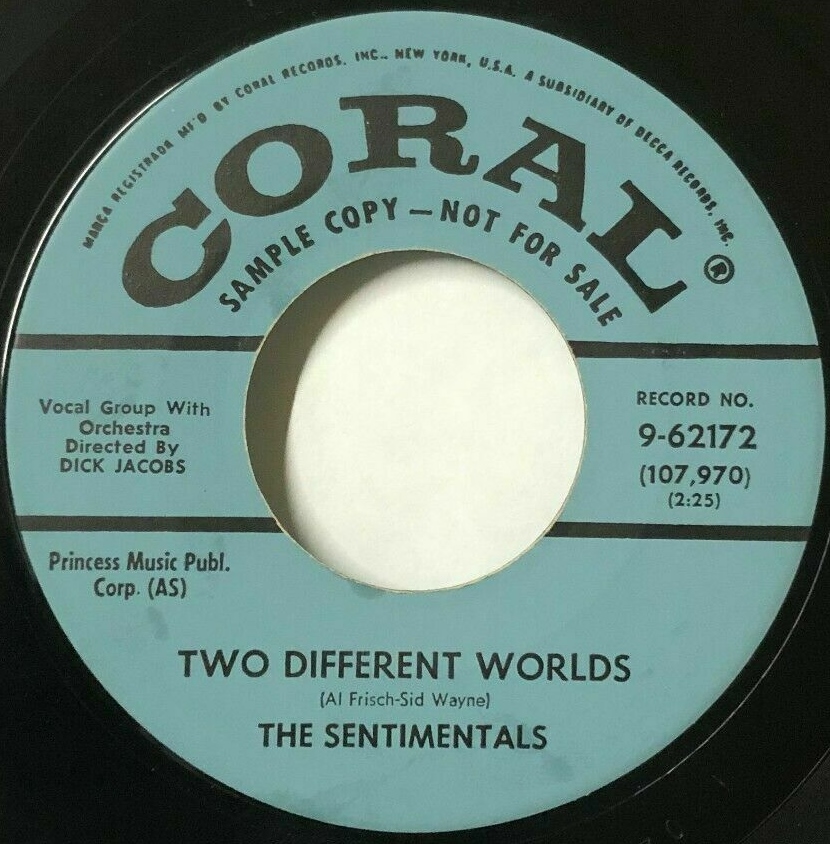 MARCA REGISTRADA MF'D BY CORAL RECORDS, INC., NEW YORK, U.S.A. A SUBSIDIARY OF DECCA RECORDS, INC.
CORAL ®
SAMPLE COPY — NOT FOR SALE
Vocal Group With
Orchestra
Directed By
DICK JACOBS
RECORD NO.
9-62172
(107,970)
(2:25)
Princess Music Publ.
Corp. (AS)
TWO DIFFERENT WORLDS
(Al Frisch-Sid Wayne)
THE SENTIMENTALS